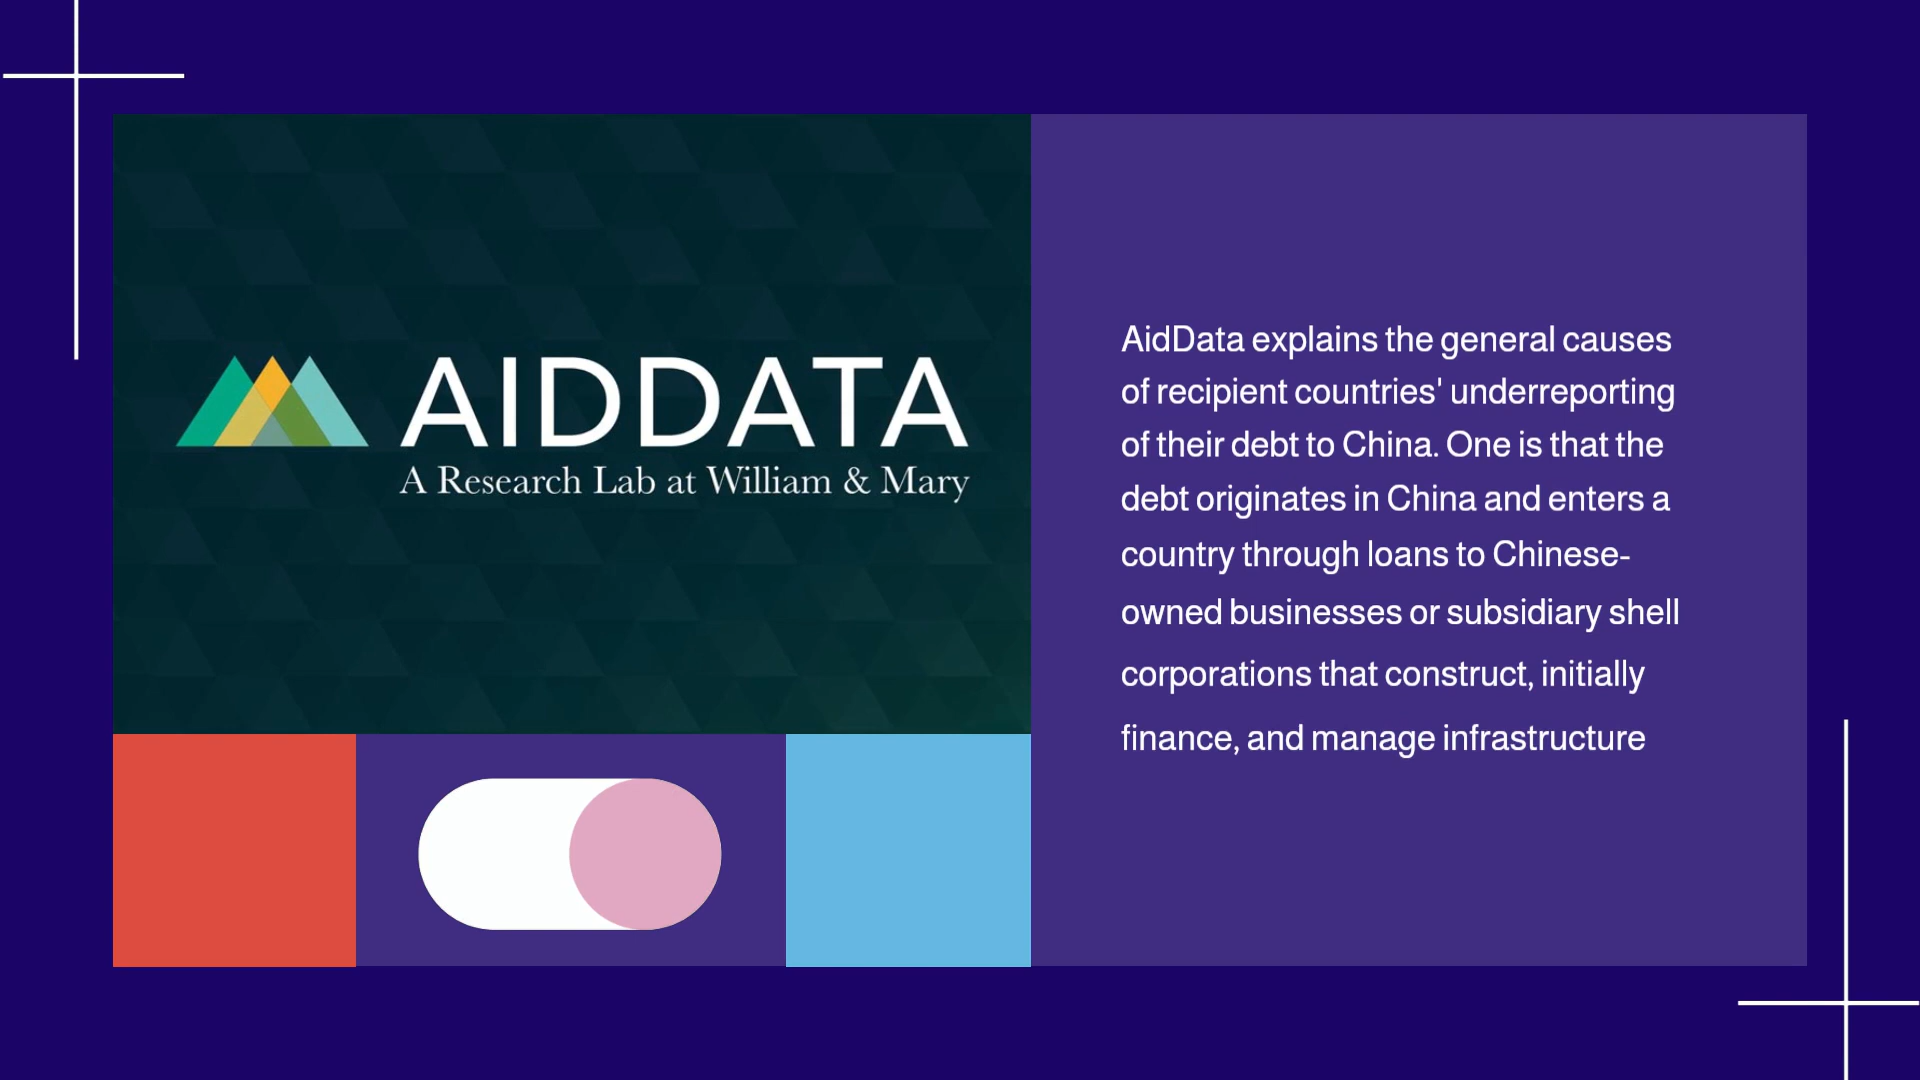 AIDDATA
A Research Lab at William & Mary
AidData explains the general causes
of recipient countries' underreporting
of their debt to China. One is that the
debt originates in China and enters a
country through loans to Chinese-
owned businesses or subsidiary shell
corporations that construct, initially
finance, and manage infrastructure